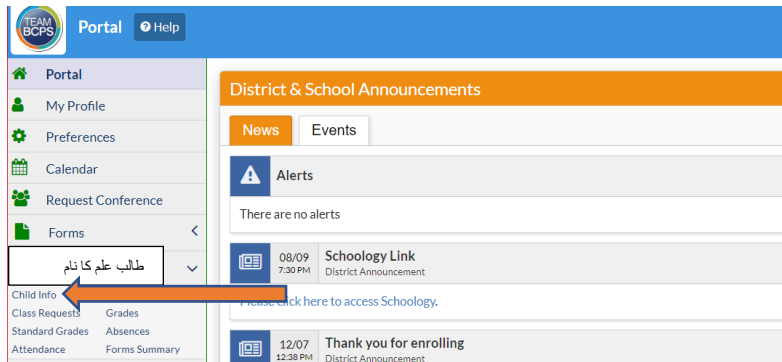 TEAM
BCPS
Portal
Help
Portal
My Profile
Preferences
Calendar
Request Conference
Forms
طالب علم کا نام
Child Info
Class Requests Grades
Standard Grades Absences
Attendance Forms Summary
District & School Announcements
News Events
Alerts
There are no alerts
08/09 Schoology Link
7:30 PM District Announcement
Please click here to access Schoology.
12/07 Thank you for enrolling
12:38 PM District Announcement